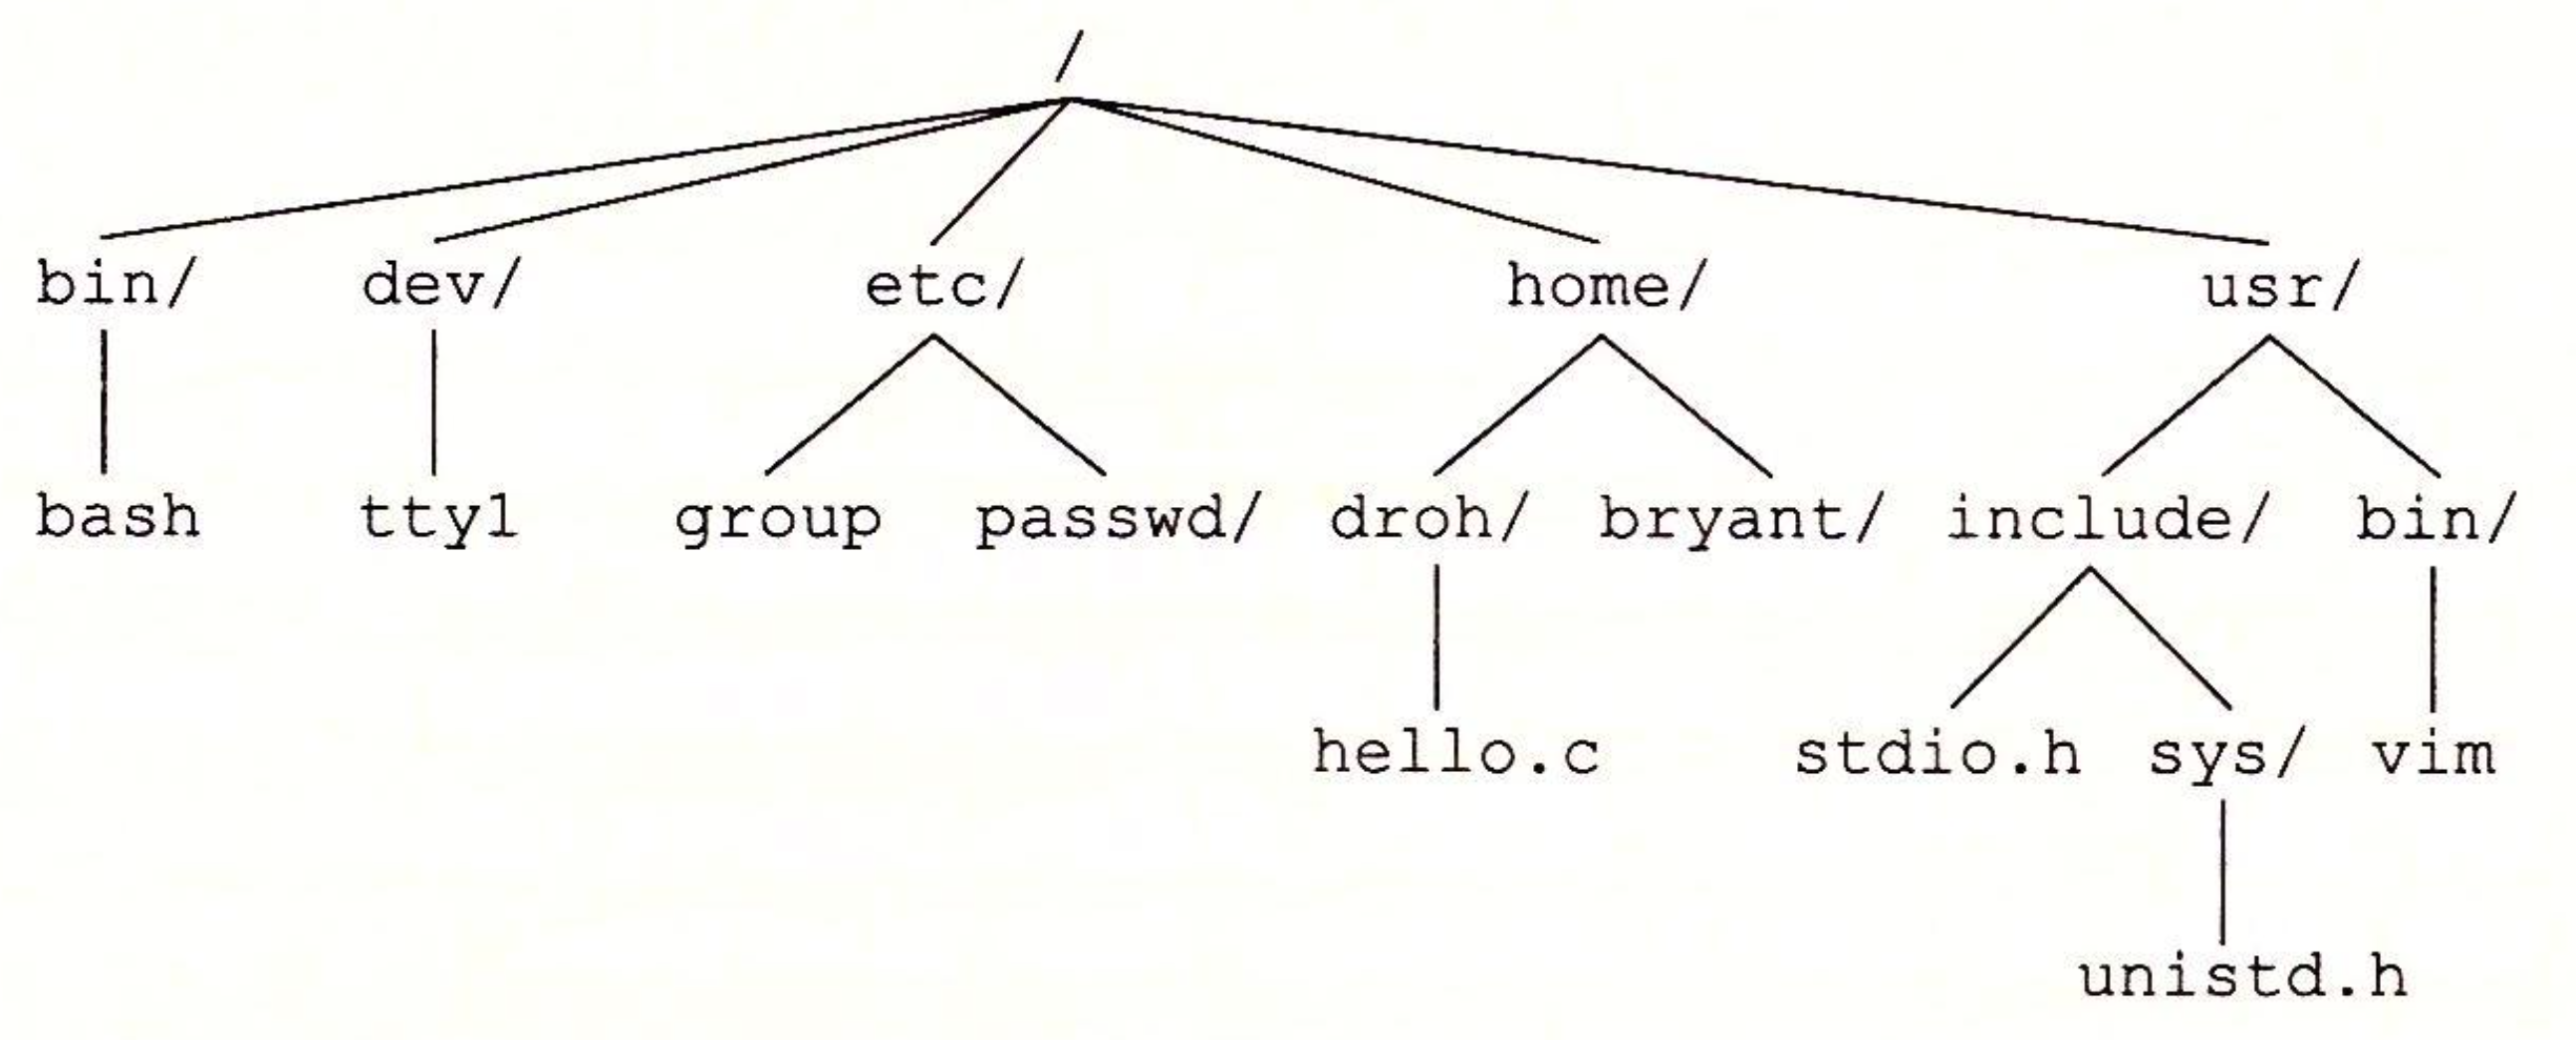 /
bin/ dev/ etc/ home/ usr/
bash tty1 group passwd/ droh/ bryant/ include/ bin/
hello.c stdio.h sys/ vim
unistd.h